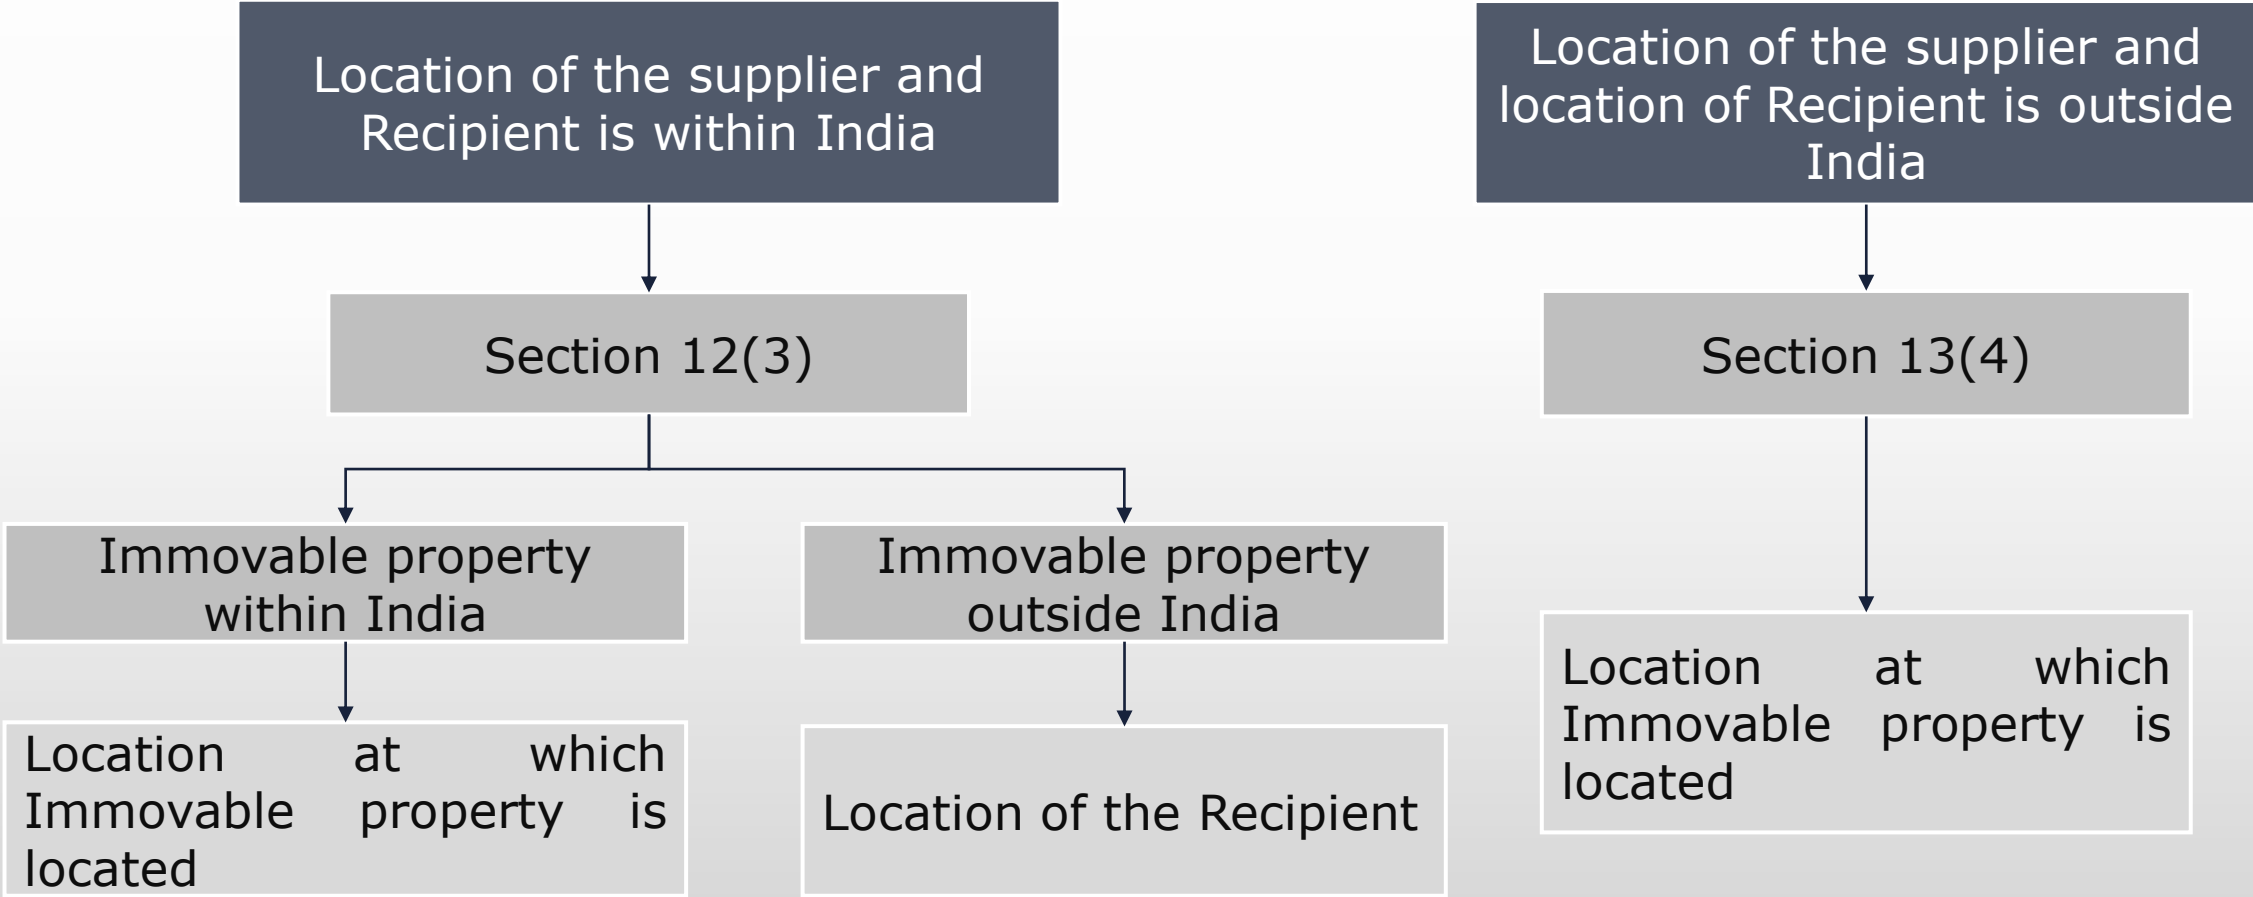 Location of the supplier and
Recipient is within India
Location of the supplier and
location of Recipient is outside
India
Section 12(3)
Section 13(4)
Immovable property
within India
Immovable property
outside India
Location at which
Immovable property is
located
Location of the Recipient
Location at which
Immovable property is
located